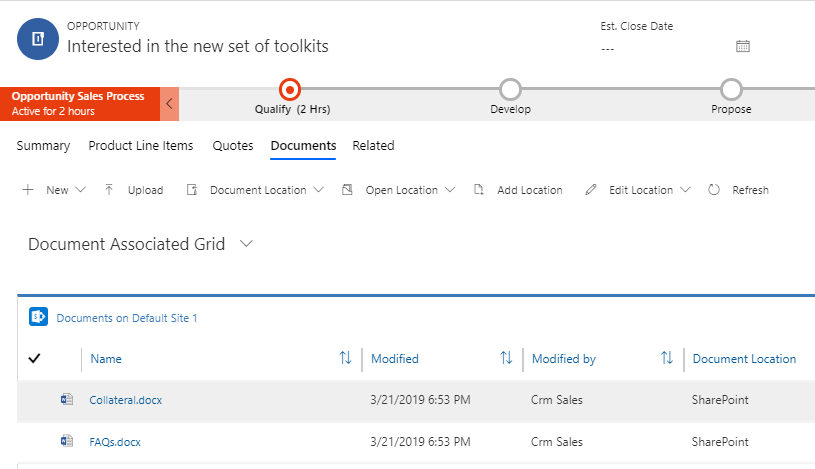 OPPORTUNITY
Interested in the new set of toolkits
Est. Close Date
---
Opportunity Sales Process
Active for 2 hours
Qualify (2 Hrs)
Develop
Propose
Summary Product Line Items Quotes Documents Related
New Upload Document Location Open Location Add Location Edit Location Refresh
Document Associated Grid
Documents on Default Site 1
Name Modified Modified by Document Location
Collateral.docx 3/21/2019 6:53 PM Crm Sales SharePoint
FAQs.docx 3/21/2019 6:53 PM Crm Sales SharePoint